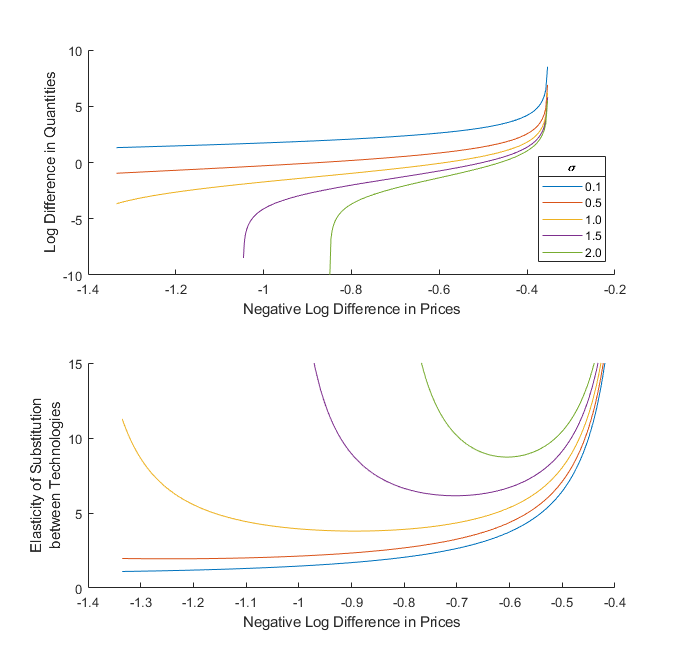 10
5
0
-5
-10
Log Difference in Quantities
-1.4 -1.2 -1 -0.8 -0.6 -0.4 -0.2
Negative Log Difference in Prices
σ
0.1
0.5
1.0
1.5
2.0
15
10
5
0
Elasticity of Substitution
between Technologies
-1.4 -1.3 -1.2 -1.1 -1 -0.9 -0.8 -0.7 -0.6 -0.5 -0.4
Negative Log Difference in Prices